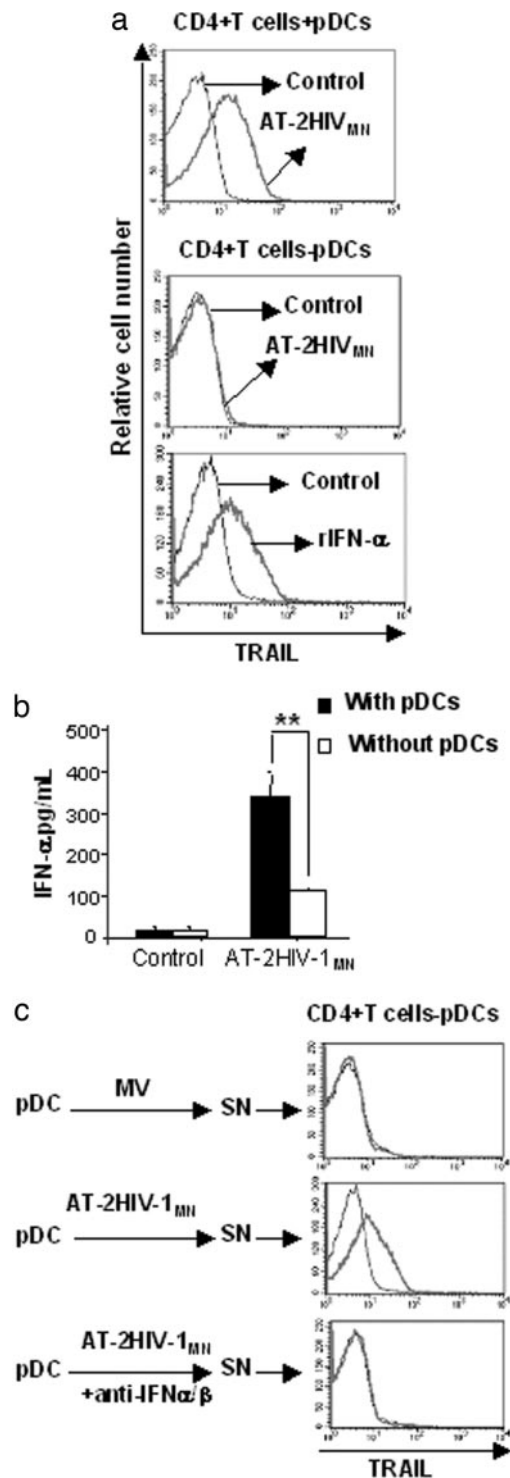 a
CD4+T cells+pDCs
Control
AT-2HIVMN
CD4+T cells-pDCs
Control
AT-2HIVMN
Control
rIFN-α
Relative cell number
TRAIL
b
With pDCs
Without pDCs
**
500
400
300
200
100
0
IFN-α,pg/mL
Control AT-2HIV-1MN
c
CD4+T cells-pDCs
pDC MV SN
pDC AT-2HIV-1MN SN
pDC AT-2HIV-1MN SN
+anti-IFNα/β
TRAIL